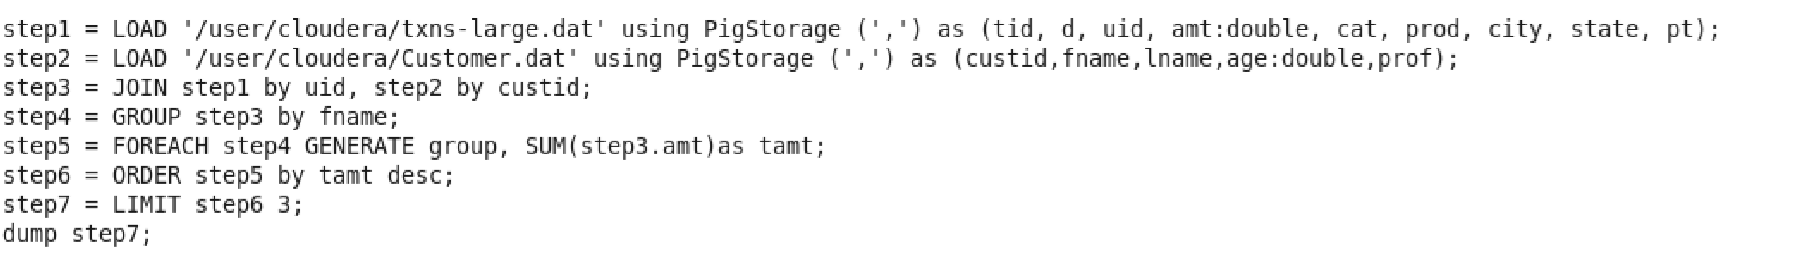 step1 = LOAD '/user/cloudera/txns-large.dat' using PigStorage (',') as (tid, d, uid, amt:double, cat, prod, city, state, pt);
step2 = LOAD '/user/cloudera/Customer.dat' using PigStorage (',') as (custid,fname,lname,age:double,prof);
step3 = JOIN step1 by uid, step2 by custid;
step4 = GROUP step3 by fname;
step5 = FOREACH step4 GENERATE group, SUM(step3.amt)as tamt;
step6 = ORDER step5 by tamt desc;
step7 = LIMIT step6 3;
dump step7;